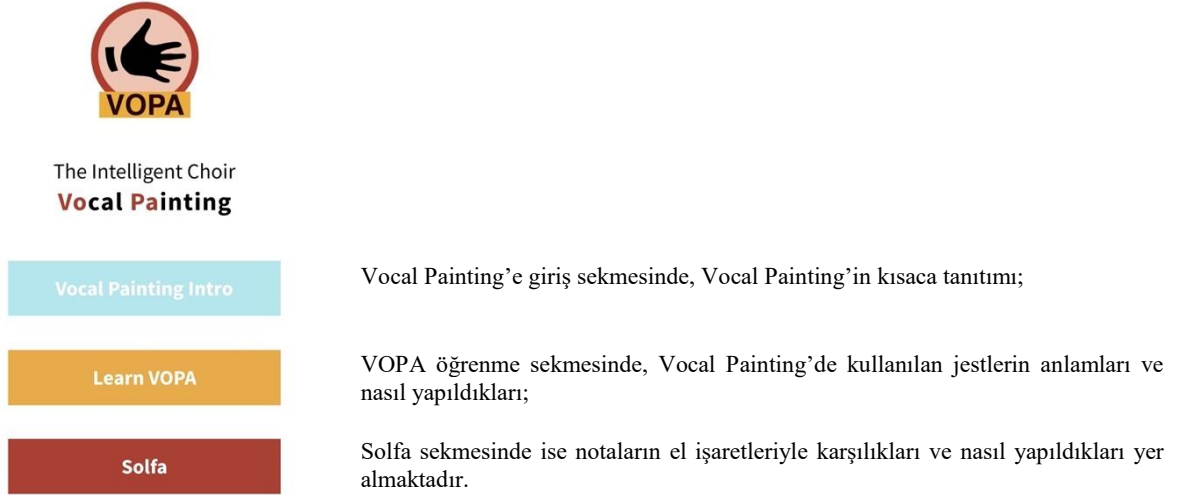 VOPA
The Intelligent Choir
Vocal Painting
Vocal Painting Intro
Vocal Painting’e giriş sekmesinde, Vocal Painting’in kısaca tanıtımı;
Learn VOPA
VOPA öğrenme sekmesinde, Vocal Painting’de kullanılan jestlerin anlamları ve
nasıl yapıldıkları;
Solfa
Solfa sekmesinde ise notaların el işaretleriyle karşılıkları ve nasıl yapıldıkları yer
almaktadır.